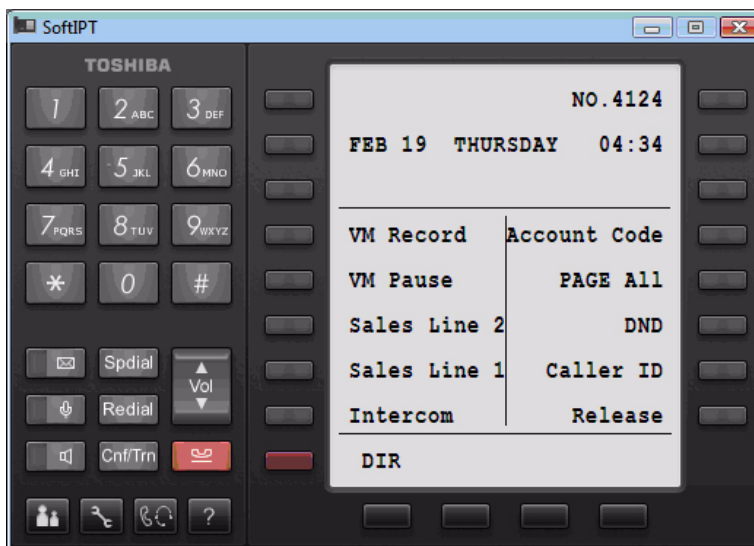 SoftIPT
TOSHIBA
1 2 ABC 3 DEF
4 GHI 5 JKL 6 MNO
7 PQRS 8 TUV 9 WXYZ
* 0 #
Spdial
Vol
Redial
Cnf/Trn
?
NO.4124
FEB 19 THURSDAY 04:34
VM Record Account Code
VM Pause PAGE All
Sales Line 2 DND
Sales Line 1 Caller ID
Intercom Release
DIR